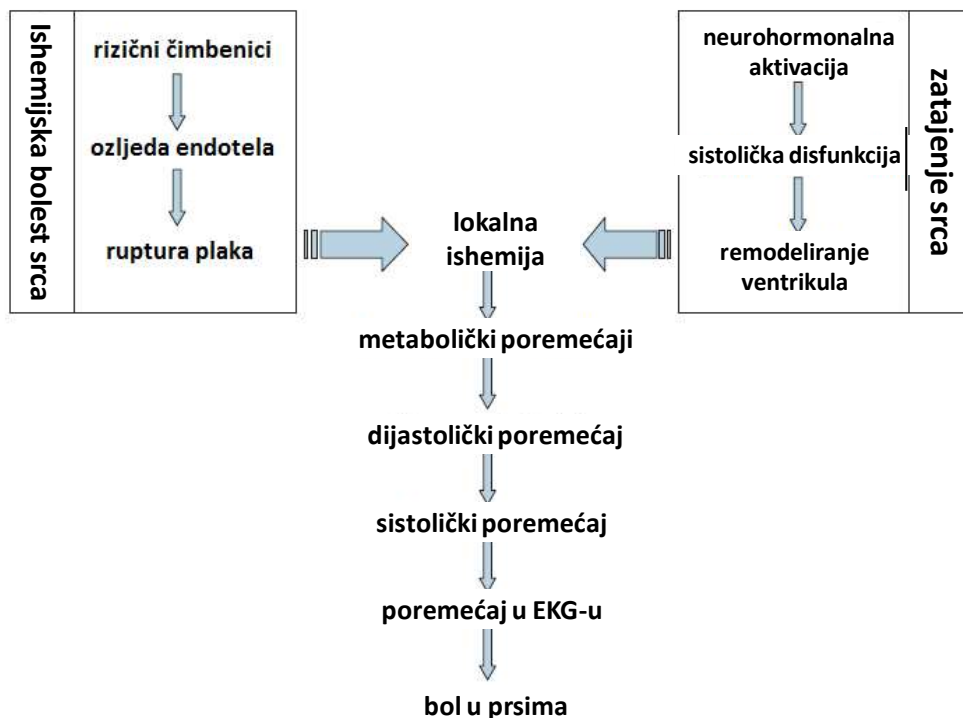 Ishemijska bolest srca
rizični čimbenici
ozljeda endotela
ruptura plaka
neurohormonalna
aktivacija
sistolička disfunkcija
remodeliranje
ventrikula
zatajenje srca
lokalna
ishemija
metabolički poremećaji
dijastolički poremećaj
sistolički poremećaj
poremećaj u EKG-u
bol u prsima